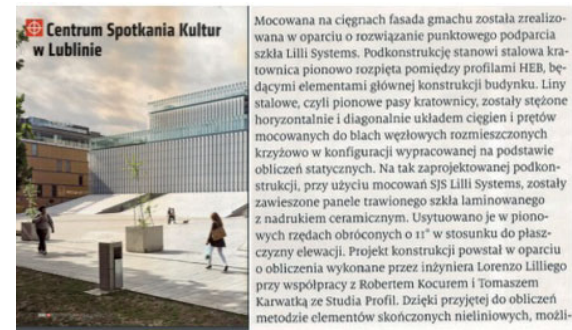 Centrum Spotkania Kultur
w Lublinie
Mocowana na cięgnach fasada gmachu została zrealizo-
wana w oparciu o rozwiązanie punktowego podparcia
szkła Lilli Systems. Podkonstrukcję stanowi stalowa kra-
townica pionowo rozpięta pomiędzy profilami HEB, bę-
dącymi elementami głównej konstrukcji budynku. Liny
stalowe, czyli pionowe pasy kratownicy, zostały stężone
horyzontalnie i diagonalnie układem cięgien i prętów
mocowanych do blach węzłowych rozmieszczonych
krzyżowo w konfiguracji wypracowanej na podstawie
obliczeń statycznych. Na tak zaprojektowanej podkon-
strukcji, przy użyciu mocowań SJS Lilli Systems, zostały
zawieszone panele trawionego szkła laminowanego
z nadrukiem ceramicznym. Usytuowano je w piono-
wych rzędach obróconych o 11° w stosunku do płasz-
czyzny elewacji. Projekt konstrukcji powstał w oparciu
o obliczenia wykonane przez inżyniera Lorenzo Lilliego
przy współpracy z Robertem Kocurem i Tomaszem
Karwatką ze Studia Profil. Dzięki przyjętej do obliczeń
metodzie elementów skończonych nieliniowych, możli-